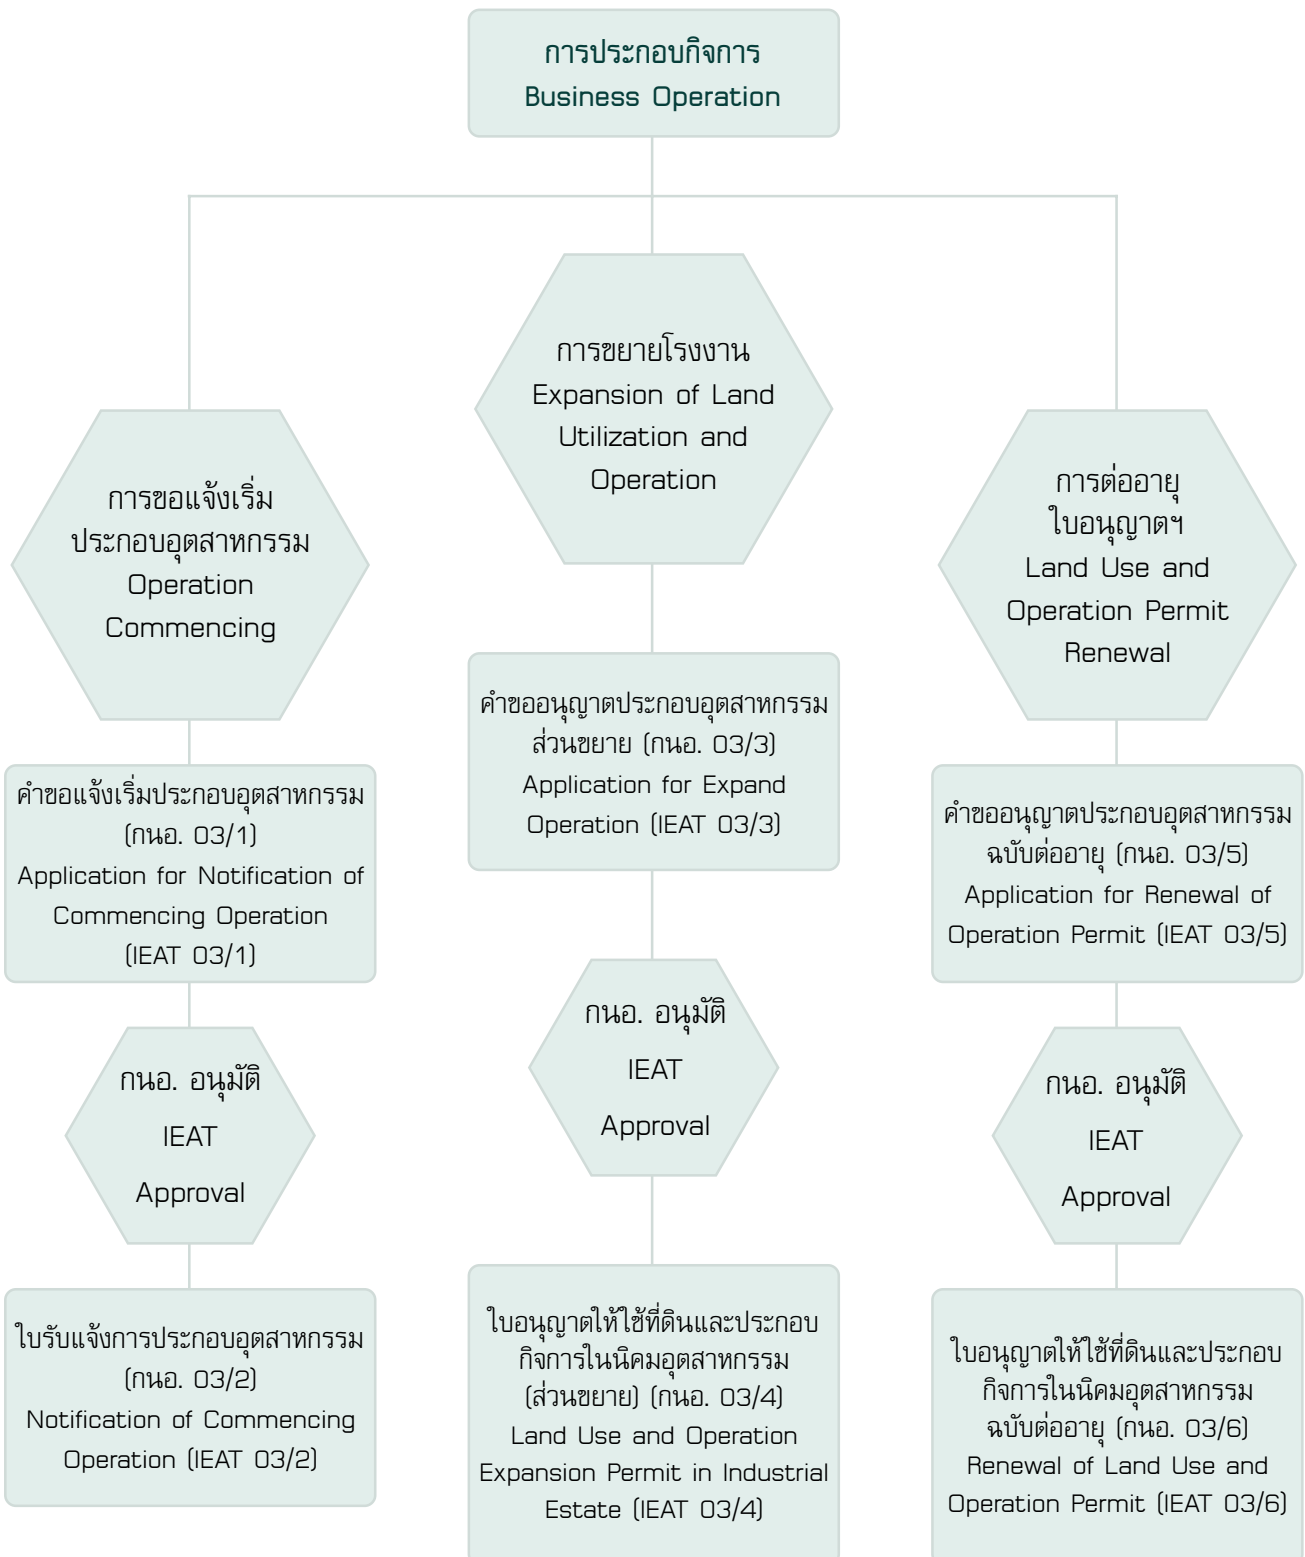 การประกอบกิจการ
Business Operation
การขอแจ้งเริ่ม
ประกอบอุตสาหกรรม
Operation
Commencing
คำขอแจ้งเริ่มประกอบอุตสาหกรรม
(กนอ. 03/1)
Application for Notification of
Commencing Operation
(IEAT 03/1)
กนอ. อนุมัติ
IEAT
Approval
ใบรับแจ้งการประกอบอุตสาหกรรม
(กนอ. 03/2)
Notification of Commencing
Operation (IEAT 03/2)
การขยายโรงงาน
Expansion of Land
Utilization and
Operation
คำขออนุญาตประกอบอุตสาหกรรม
ส่วนขยาย (กนอ. 03/3)
Application for Expand
Operation (IEAT 03/3)
กนอ. อนุมัติ
IEAT
Approval
ใบอนุญาตให้ใช้ที่ดินและประกอบ
กิจการในนิคมอุตสาหกรรม
(ส่วนขยาย) (กนอ. 03/4)
Land Use and Operation
Expansion Permit in Industrial
Estate (IEAT 03/4)
การต่ออายุ
ใบอนุญาตฯ
Land Use and
Operation Permit
Renewal
คำขออนุญาตประกอบอุตสาหกรรม
ฉบับต่ออายุ (กนอ. 03/5)
Application for Renewal of
Operation Permit (IEAT 03/5)
กนอ. อนุมัติ
IEAT
Approval
ใบอนุญาตให้ใช้ที่ดินและประกอบ
กิจการในนิคมอุตสาหกรรม
ฉบับต่ออายุ (กนอ. 03/6)
Renewal of Land Use and
Operation Permit (IEAT 03/6)